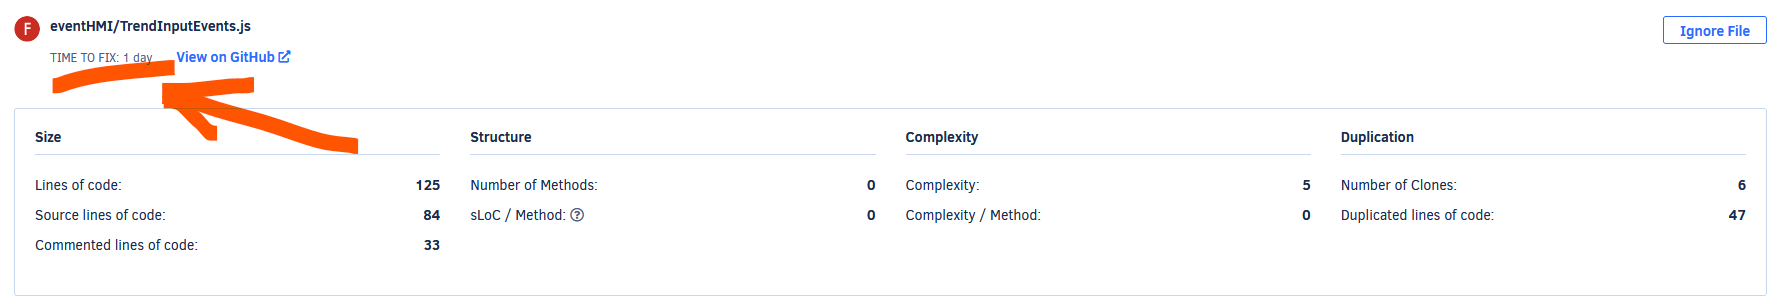 F eventHMI/TrendInputEvents.js
Ignore File
TIME TO FIX: 1 day View on GitHub
Size
Lines of code: 125
Source lines of code: 84
Commented lines of code: 33
Structure
Number of Methods: 0
sLoC / Method: ? 0
Complexity
Complexity: 5
Complexity / Method: 0
Duplication
Number of Clones: 6
Duplicated lines of code: 47